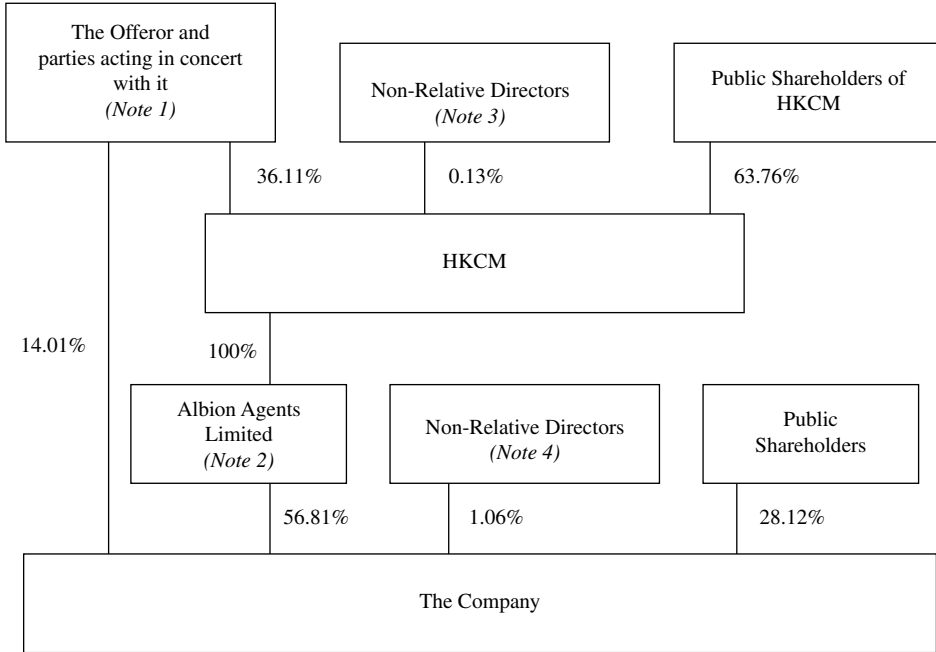 The Offeror and
parties acting in concert
with it
(Note 1)
Non-Relative Directors
(Note 3)
Public Shareholders of
HKCM
36.11%
0.13%
63.76%
HKCM
14.01%
100%
Albion Agents
Limited
(Note 2)
Non-Relative Directors
(Note 4)
Public
Shareholders
56.81%
1.06%
28.12%
The Company